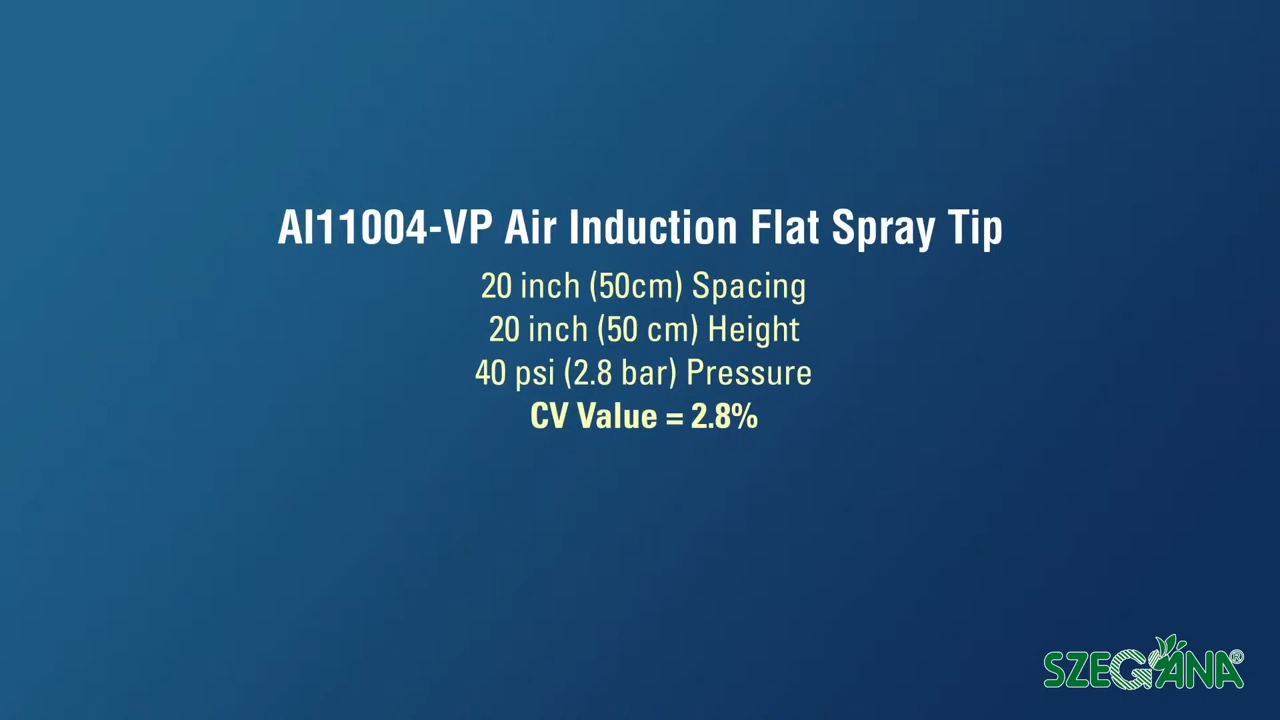 AI11004-VP Air Induction Flat Spray Tip
20 inch (50cm) Spacing
20 inch (50 cm) Height
40 psi (2.8 bar) Pressure
CV Value = 2.8%
SZEGÁNA®